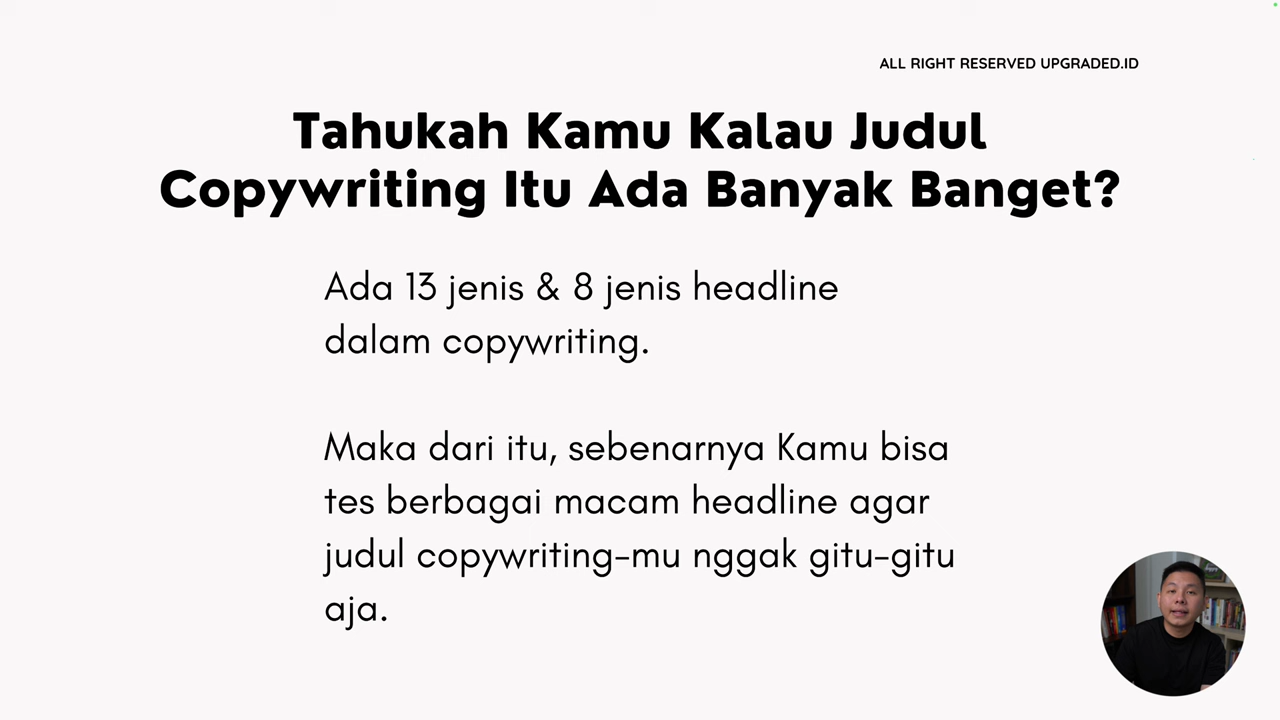 ALL RIGHT RESERVED UPGRADED.ID
Tahukah Kamu Kalau Judul
Copywriting Itu Ada Banyak Banget?
Ada 13 jenis & 8 jenis headline
dalam copywriting.
Maka dari itu, sebenarnya Kamu bisa
tes berbagai macam headline agar
judul copywriting-mu nggak gitu-gitu
aja.